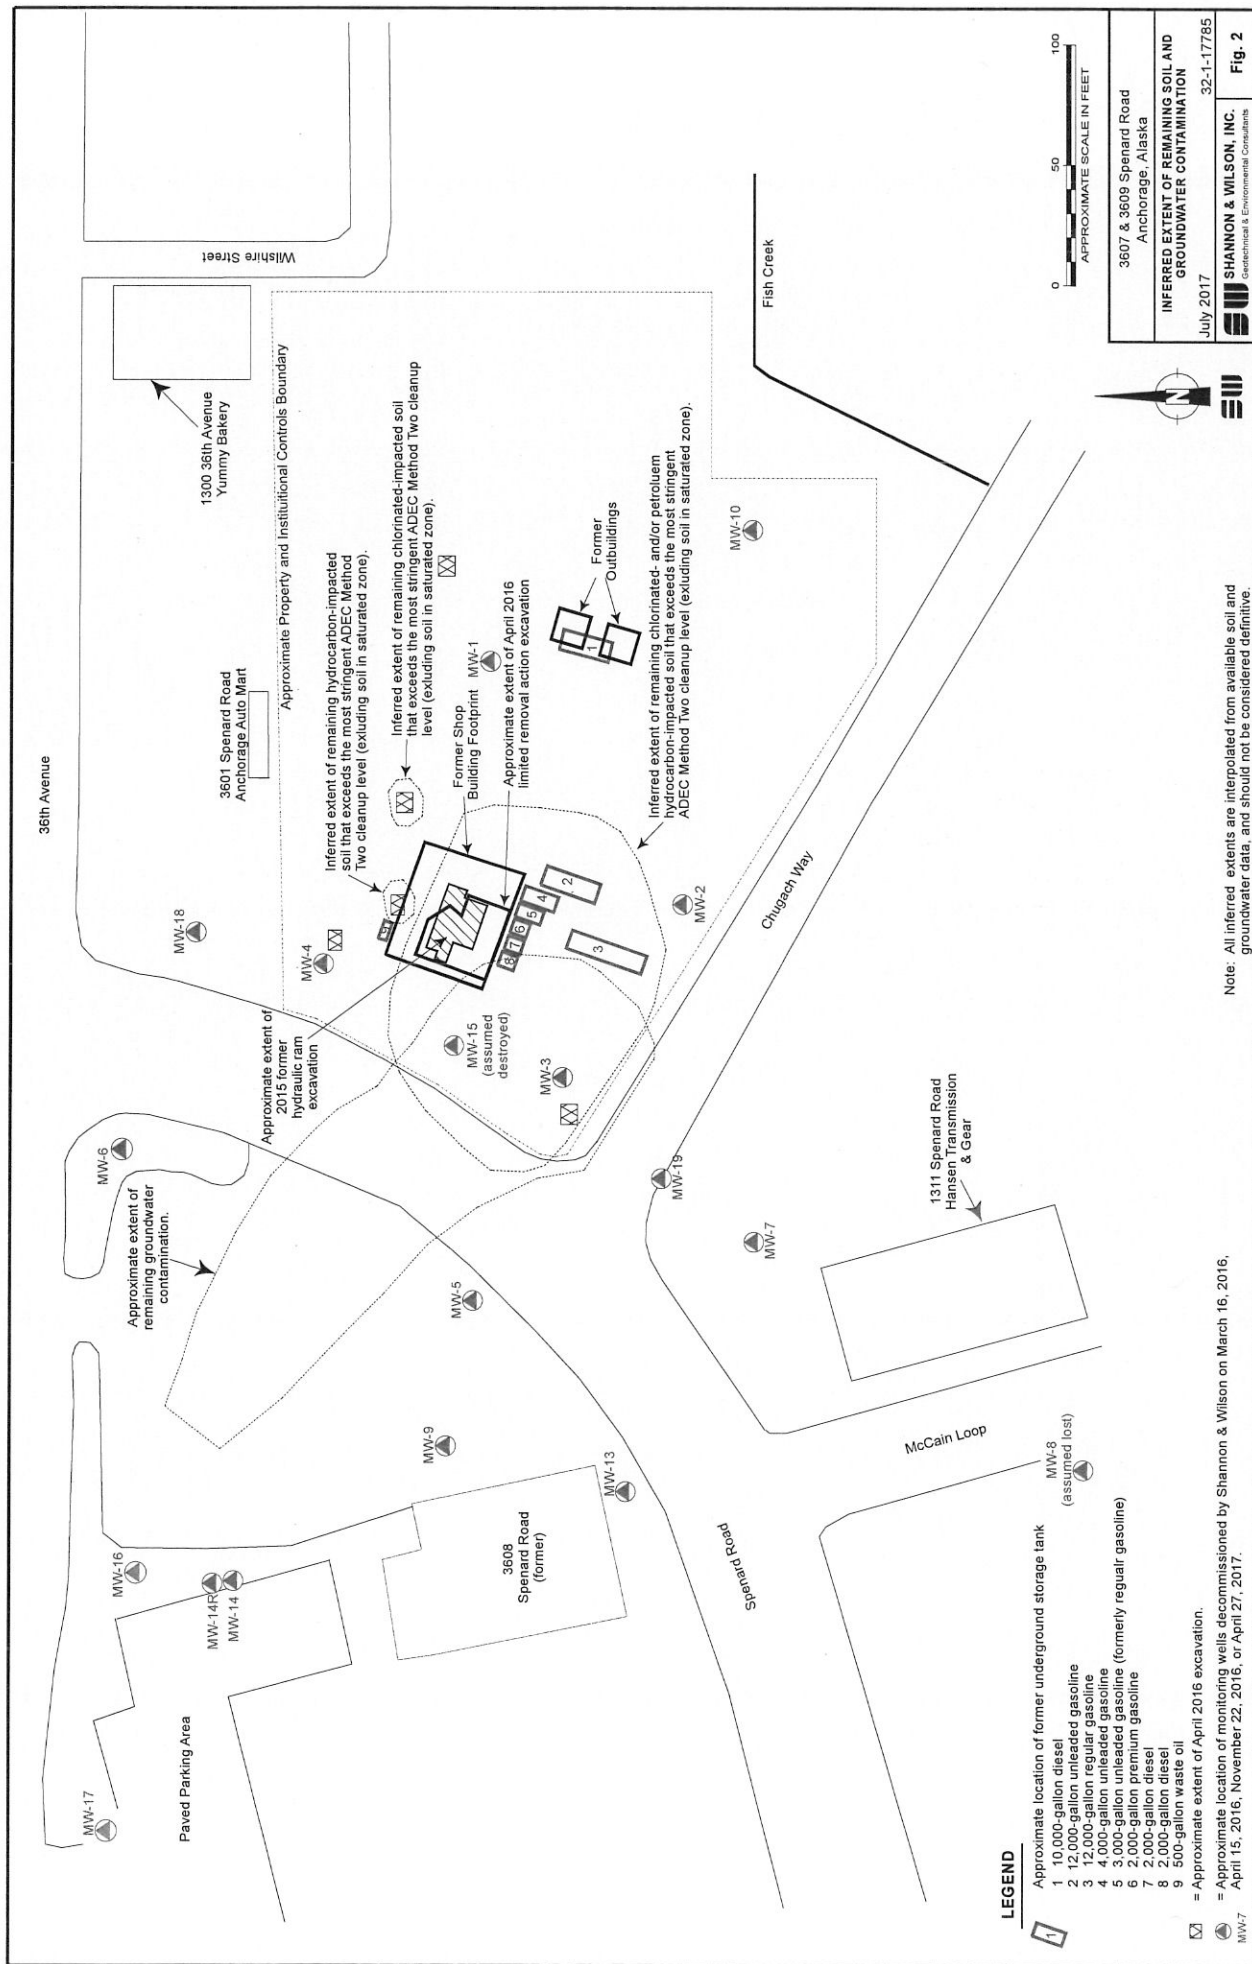 36th Avenue
Wilshire Street
1300 36th Avenue
Yummy Bakery
3601 Spenard Road
Anchorage Auto Mart
Approximate Property and Instituitional Controls Boundary
MW-17
MW-16
MW-14R
MW-14
Paved Parking Area
MW-6
MW-18
MW-4
Approximate extent of
remaining groundwater
contamination.
Approximate extent of
2015 former
hydraulic ram
excavation
Inferred extent of remaining hydrocarbon-impacted
soil that exceeds the most stringent ADEC Method
Two cleanup level (exluding soil in saturated zone).
Inferred extent of remaining chlorinated-impacted soil
that exceeds the most stringent ADEC Method Two cleanup
level (exluding soil in saturated zone).
Former Shop
Building Footprint
MW-1
Approximate extent of April 2016
limited removal action excavation
9
8
7
6
5
4
2
3
1
Former
Outbuildings
MW-15
(assumed
destroyed)
MW-3
MW-5
MW-9
MW-13
3608
Spenard Road
(former)
MW-19
MW-7
MW-2
MW-10
Inferred extent of remaining chlorinated- and/or petroluem
hydrocarbon-impacted soil that exceeds the most stringent
ADEC Method Two cleanup level (exluding soil in saturated zone).
Fish Creek
Chugach Way
Spenard Road
McCain Loop
1311 Spenard Road
Hansen Transmission
& Gear
MW-8
(assumed lost)
LEGEND
1
Approximate location of former underground storage tank
1 10,000-gallon diesel
2 12,000-gallon unleaded gasoline
3 12,000-gallon regular gasoline
4 4,000-gallon unleaded gasoline
5 3,000-gallon unleaded gasoline (formerly regualr gasoline)
6 2,000-gallon premium gasoline
7 2,000-gallon diesel
8 2,000-gallon diesel
9 500-gallon waste oil
= Approximate extent of April 2016 excavation.
MW-7
= Approximate location of monitoring wells decommissioned by Shannon & Wilson on March 16, 2016,
April 15, 2016, November 22, 2016, or April 27, 2017.
Note: All inferred extents are interpolated from available soil and
groundwater data, and should not be considered definitive.
N
0 50 100
APPROXIMATE SCALE IN FEET
3607 & 3609 Spenard Road
Anchorage, Alaska
INFERRED EXTENT OF REMAINING SOIL AND
GROUNDWATER CONTAMINATION
July 2017
32-1-17785
SHANNON & WILSON, INC.
Geotechnical & Environmental Consultants
Fig. 2